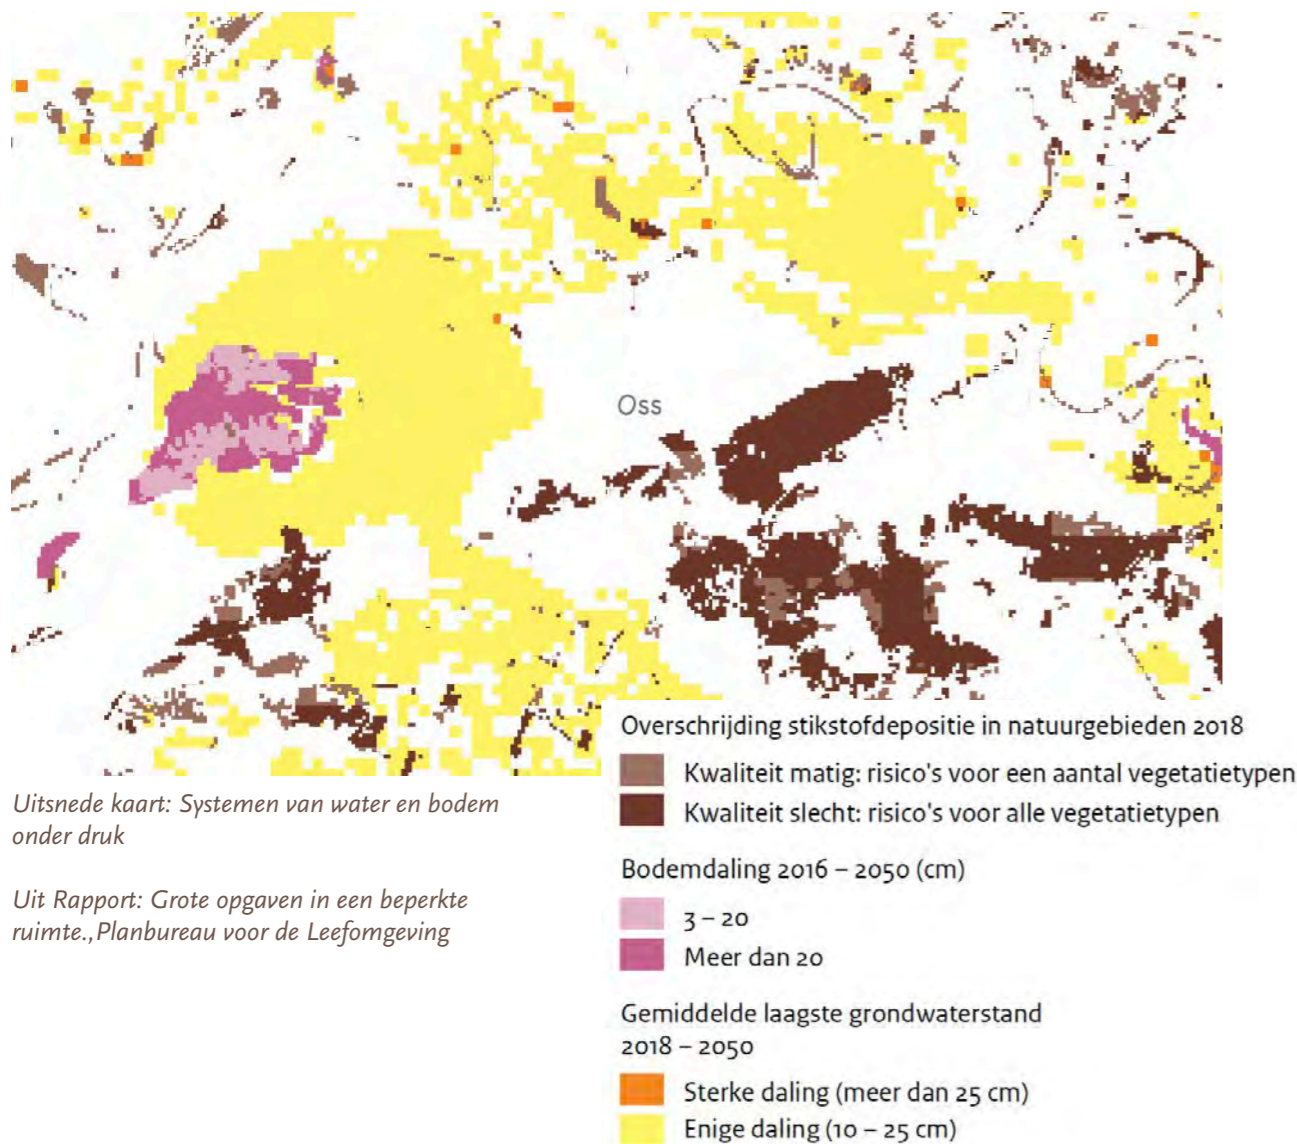 Oss
Overschrijding stikstofdepositie in natuurgebieden 2018
Kwaliteit matig: risico's voor een aantal vegetatietypen
Kwaliteit slecht: risico's voor alle vegetatietypen
Uitsnede kaart: Systemen van water en bodem
onder druk
Uit Rapport: Grote opgaven in een beperkte
ruimte.,Planbureau voor de Leefomgeving
Bodemdaling 2016 – 2050 (cm)
3 – 20
Meer dan 20
Gemiddelde laagste grondwaterstand
2018 – 2050
Sterke daling (meer dan 25 cm)
Enige daling (10 – 25 cm)